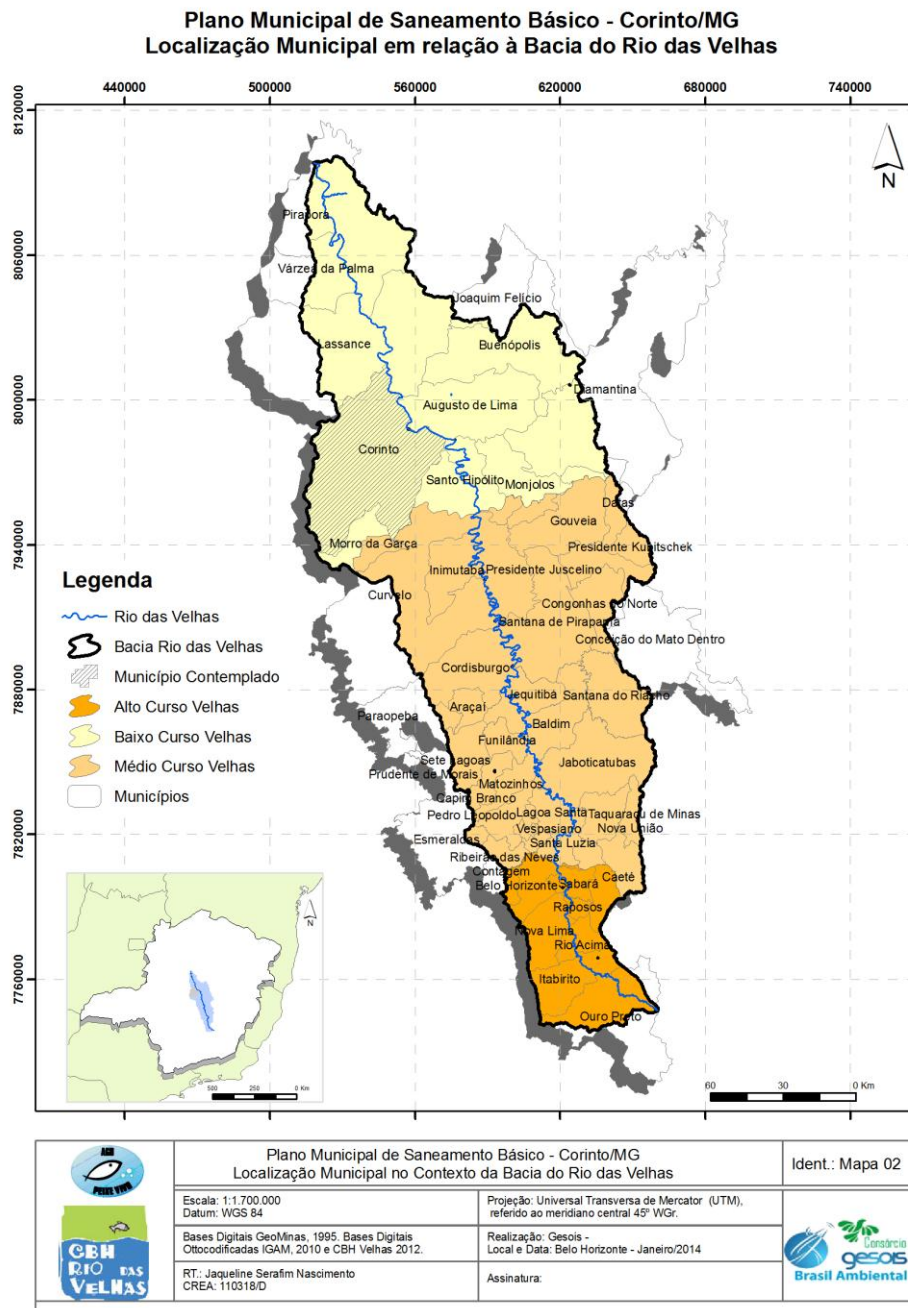 Plano Municipal de Saneamento Básico - Corinto/MG
Localização Municipal em relação à Bacia do Rio das Velhas
440000 500000 560000 620000 680000 740000
8120000
N
Pirapora
8060000
Várzea da Palma
Joaquim Felício
Lassance
Buenópolis
Diamantina
8000000
Augusto de Lima
Corinto
Santo Hipólito
Monjolos
Datas
Gouveia
7940000
Morro da Garça
Presidente Kubitschek
Inimutaba
Presidente Juscelino
Curvelo
Congonhas do Norte
Santana de Pirapama
Conceição do Mato Dentro
Cordisburgo
7880000
Jequitibá
Santana do Riacho
Araçaí
Paraopeba
Baldim
Funilândia
Sete Lagoas
Jaboticatubas
Prudente de Morais
Matozinhos
Capim Branco
Pedro Leopoldo
Lagoa Santa
Taquaraçu de Minas
Vespasiano
Nova União
7820000
Esmeraldas
Santa Luzia
Ribeirão das Neves
Contagem
Caeté
Belo Horizonte
Sabará
Raposos
Nova Lima
Rio Acima
7760000
Itabirito
Ouro Preto
Legenda
Rio das Velhas
Bacia Rio das Velhas
Município Contemplado
Alto Curso Velhas
Baixo Curso Velhas
Médio Curso Velhas
Municípios
N
500 250 0 Km
60 30 0 Km
440000 500000 560000 620000 680000 740000
AGB
PEIXE VIVO
CBH
RIO DAS
VELHAS
Plano Municipal de Saneamento Básico - Corinto/MG
Localização Municipal no Contexto da Bacia do Rio das Velhas
Ident.: Mapa 02
Escala: 1:1.700.000
Datum: WGS 84
Projeção: Universal Transversa de Mercator (UTM),
referido ao meridiano central 45º WGr.
Bases Digitais GeoMinas, 1995. Bases Digitais
Ottocodificadas IGAM, 2010 e CBH Velhas 2012.
Realização: Gesois -
Local e Data: Belo Horizonte - Janeiro/2014
RT.: Jaqueline Serafim Nascimento
CREA: 110318/D
Assinatura:
Consórcio
gesois
Brasil Ambiental